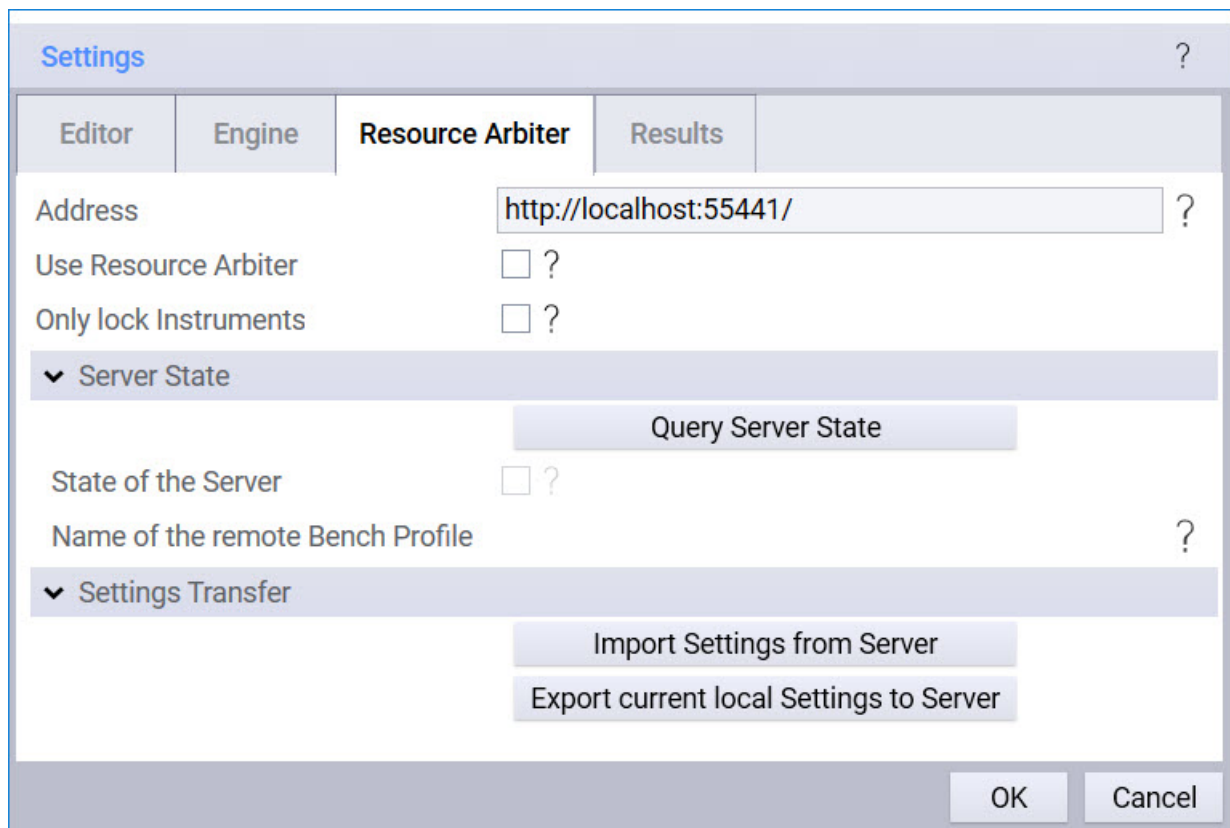 Settings ?
Editor Engine Resource Arbiter Results
Address http://localhost:55441/ ?
Use Resource Arbiter ?
Only lock Instruments ?
Server State
Query Server State
State of the Server ?
Name of the remote Bench Profile ?
Settings Transfer
Import Settings from Server
Export current local Settings to Server
OK Cancel